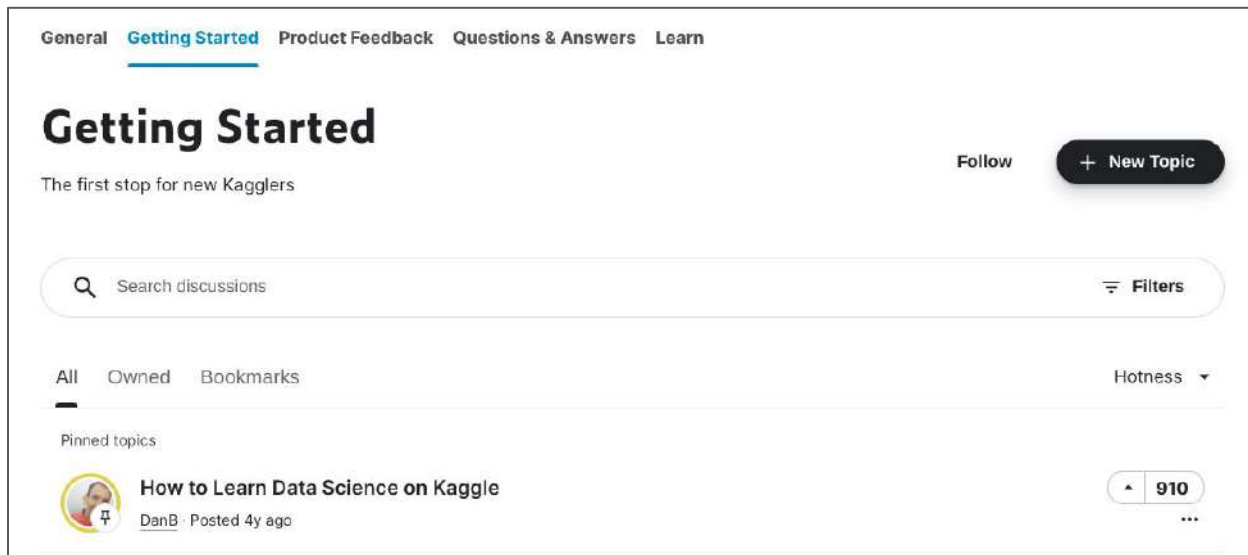 General Getting Started Product Feedback Questions & Answers Learn
Getting Started
The first stop for new Kagglers
Follow + New Topic
Search discussions Filters
All Owned Bookmarks Hotness
Pinned topics
How to Learn Data Science on Kaggle 910
DanB · Posted 4y ago